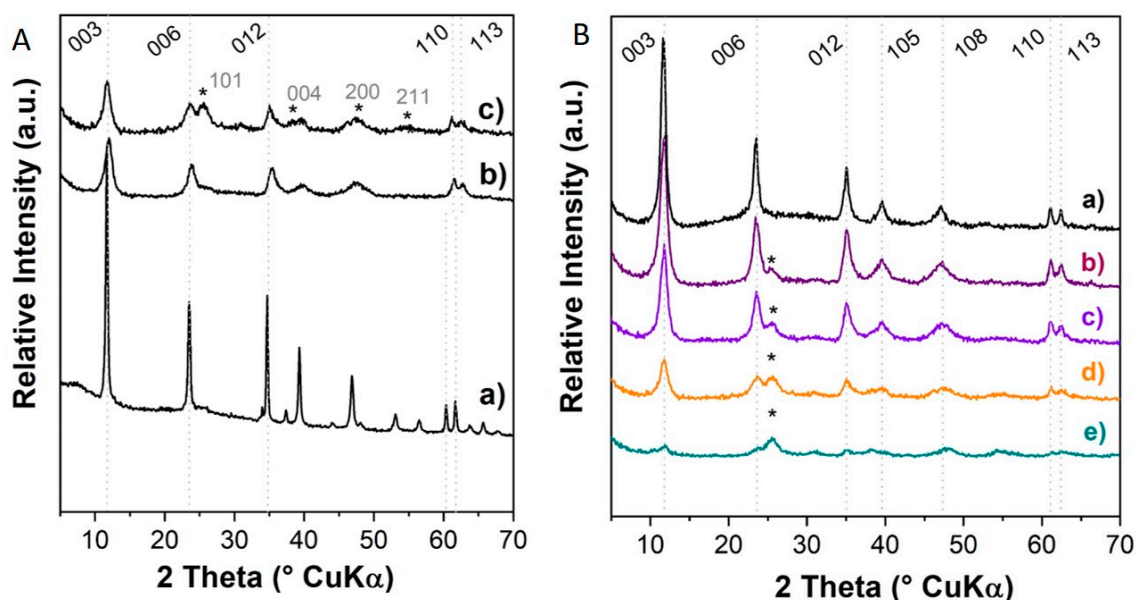 A
003
006
012
110
113
101
004
200
211
*
*
*
*
c)
b)
a)
Relative Intensity (a.u.)
10 20 30 40 50 60 70
2 Theta (° CuKα)
B
003
006
012
105
108
110
113
a)
b)
*
c)
*
d)
*
e)
*
Relative Intensity (a.u.)
10 20 30 40 50 60 70
2 Theta (° CuKα)